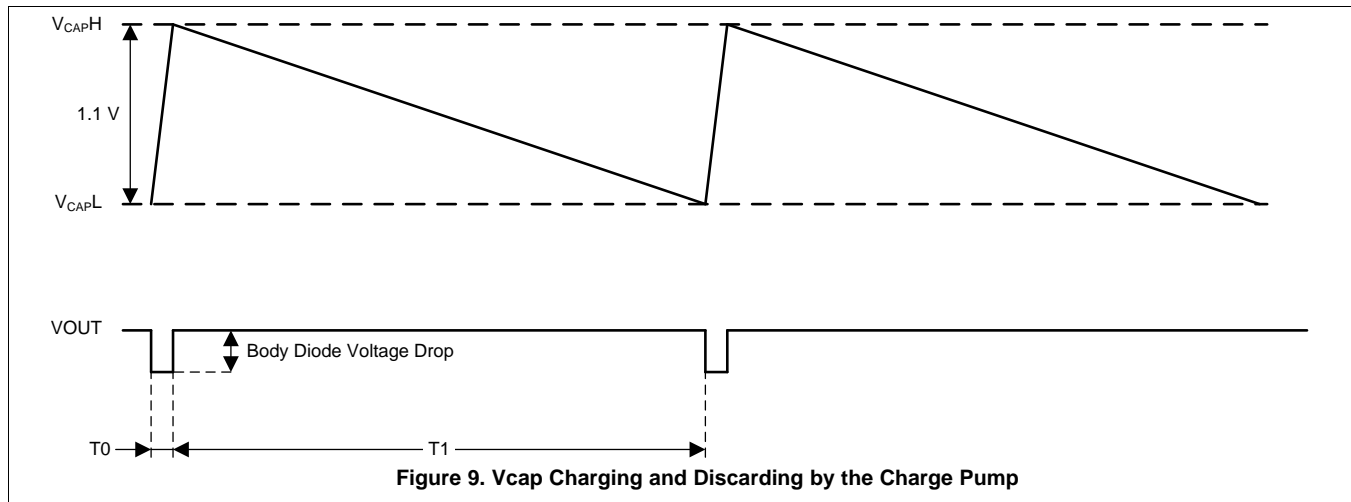 VCAPH
1.1 V
VCAPL
VOUT
Body Diode Voltage Drop
T0
T1
Figure 9. Vcap Charging and Discarding by the Charge Pump